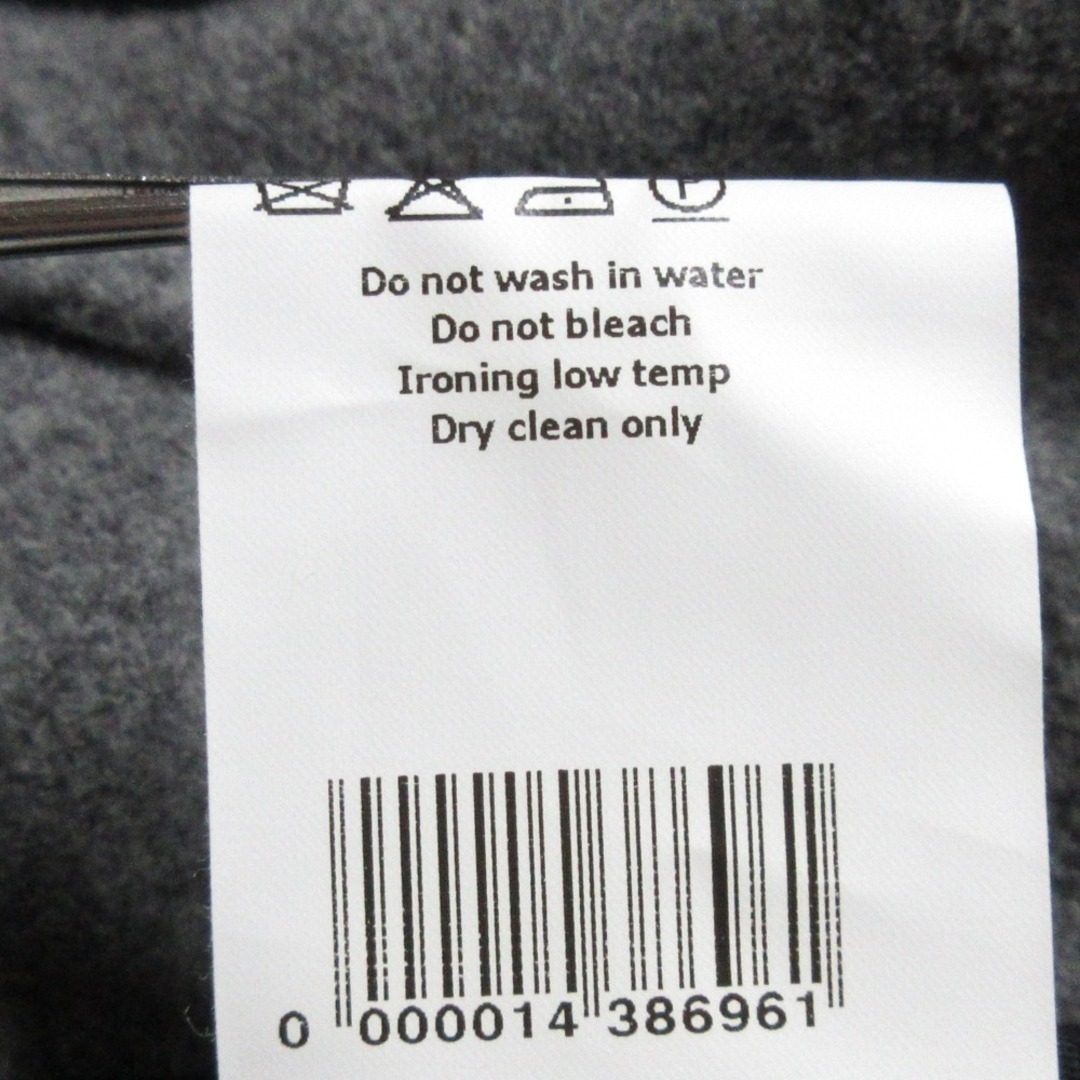 Do not wash in water
Do not bleach
Ironing low temp
Dry clean only
0 000014 386961